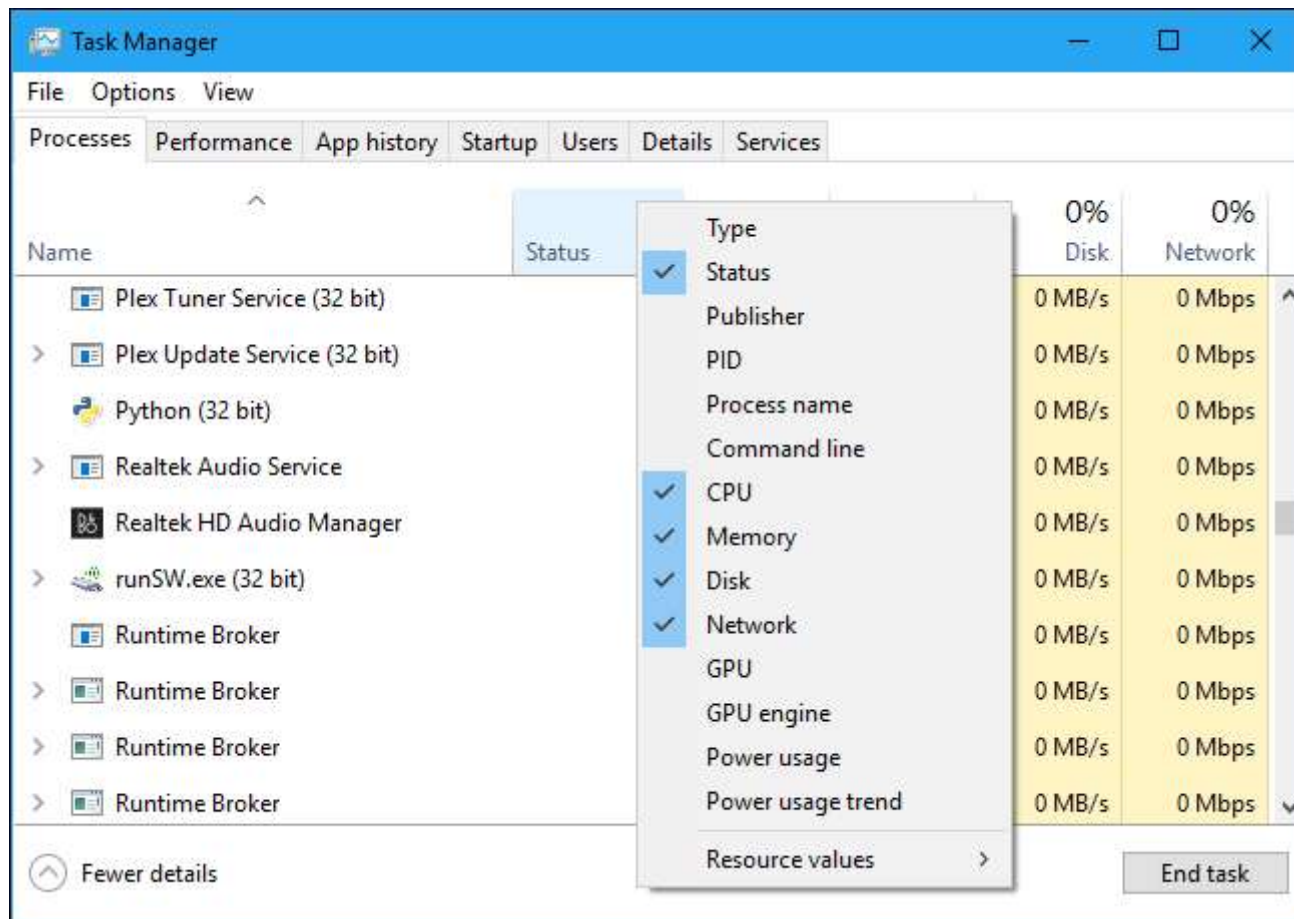 Task Manager
File Options View
Processes Performance App history Startup Users Details Services
0% 0%
Name Status Disk Network
Plex Tuner Service (32 bit) 0 MB/s 0 Mbps
Plex Update Service (32 bit) 0 MB/s 0 Mbps
Python (32 bit) 0 MB/s 0 Mbps
Realtek Audio Service 0 MB/s 0 Mbps
Realtek HD Audio Manager 0 MB/s 0 Mbps
runSW.exe (32 bit) 0 MB/s 0 Mbps
Runtime Broker 0 MB/s 0 Mbps
Runtime Broker 0 MB/s 0 Mbps
Runtime Broker 0 MB/s 0 Mbps
Runtime Broker 0 MB/s 0 Mbps
Type
Status
Publisher
PID
Process name
Command line
CPU
Memory
Disk
Network
GPU
GPU engine
Power usage
Power usage trend
Resource values
Fewer details End task